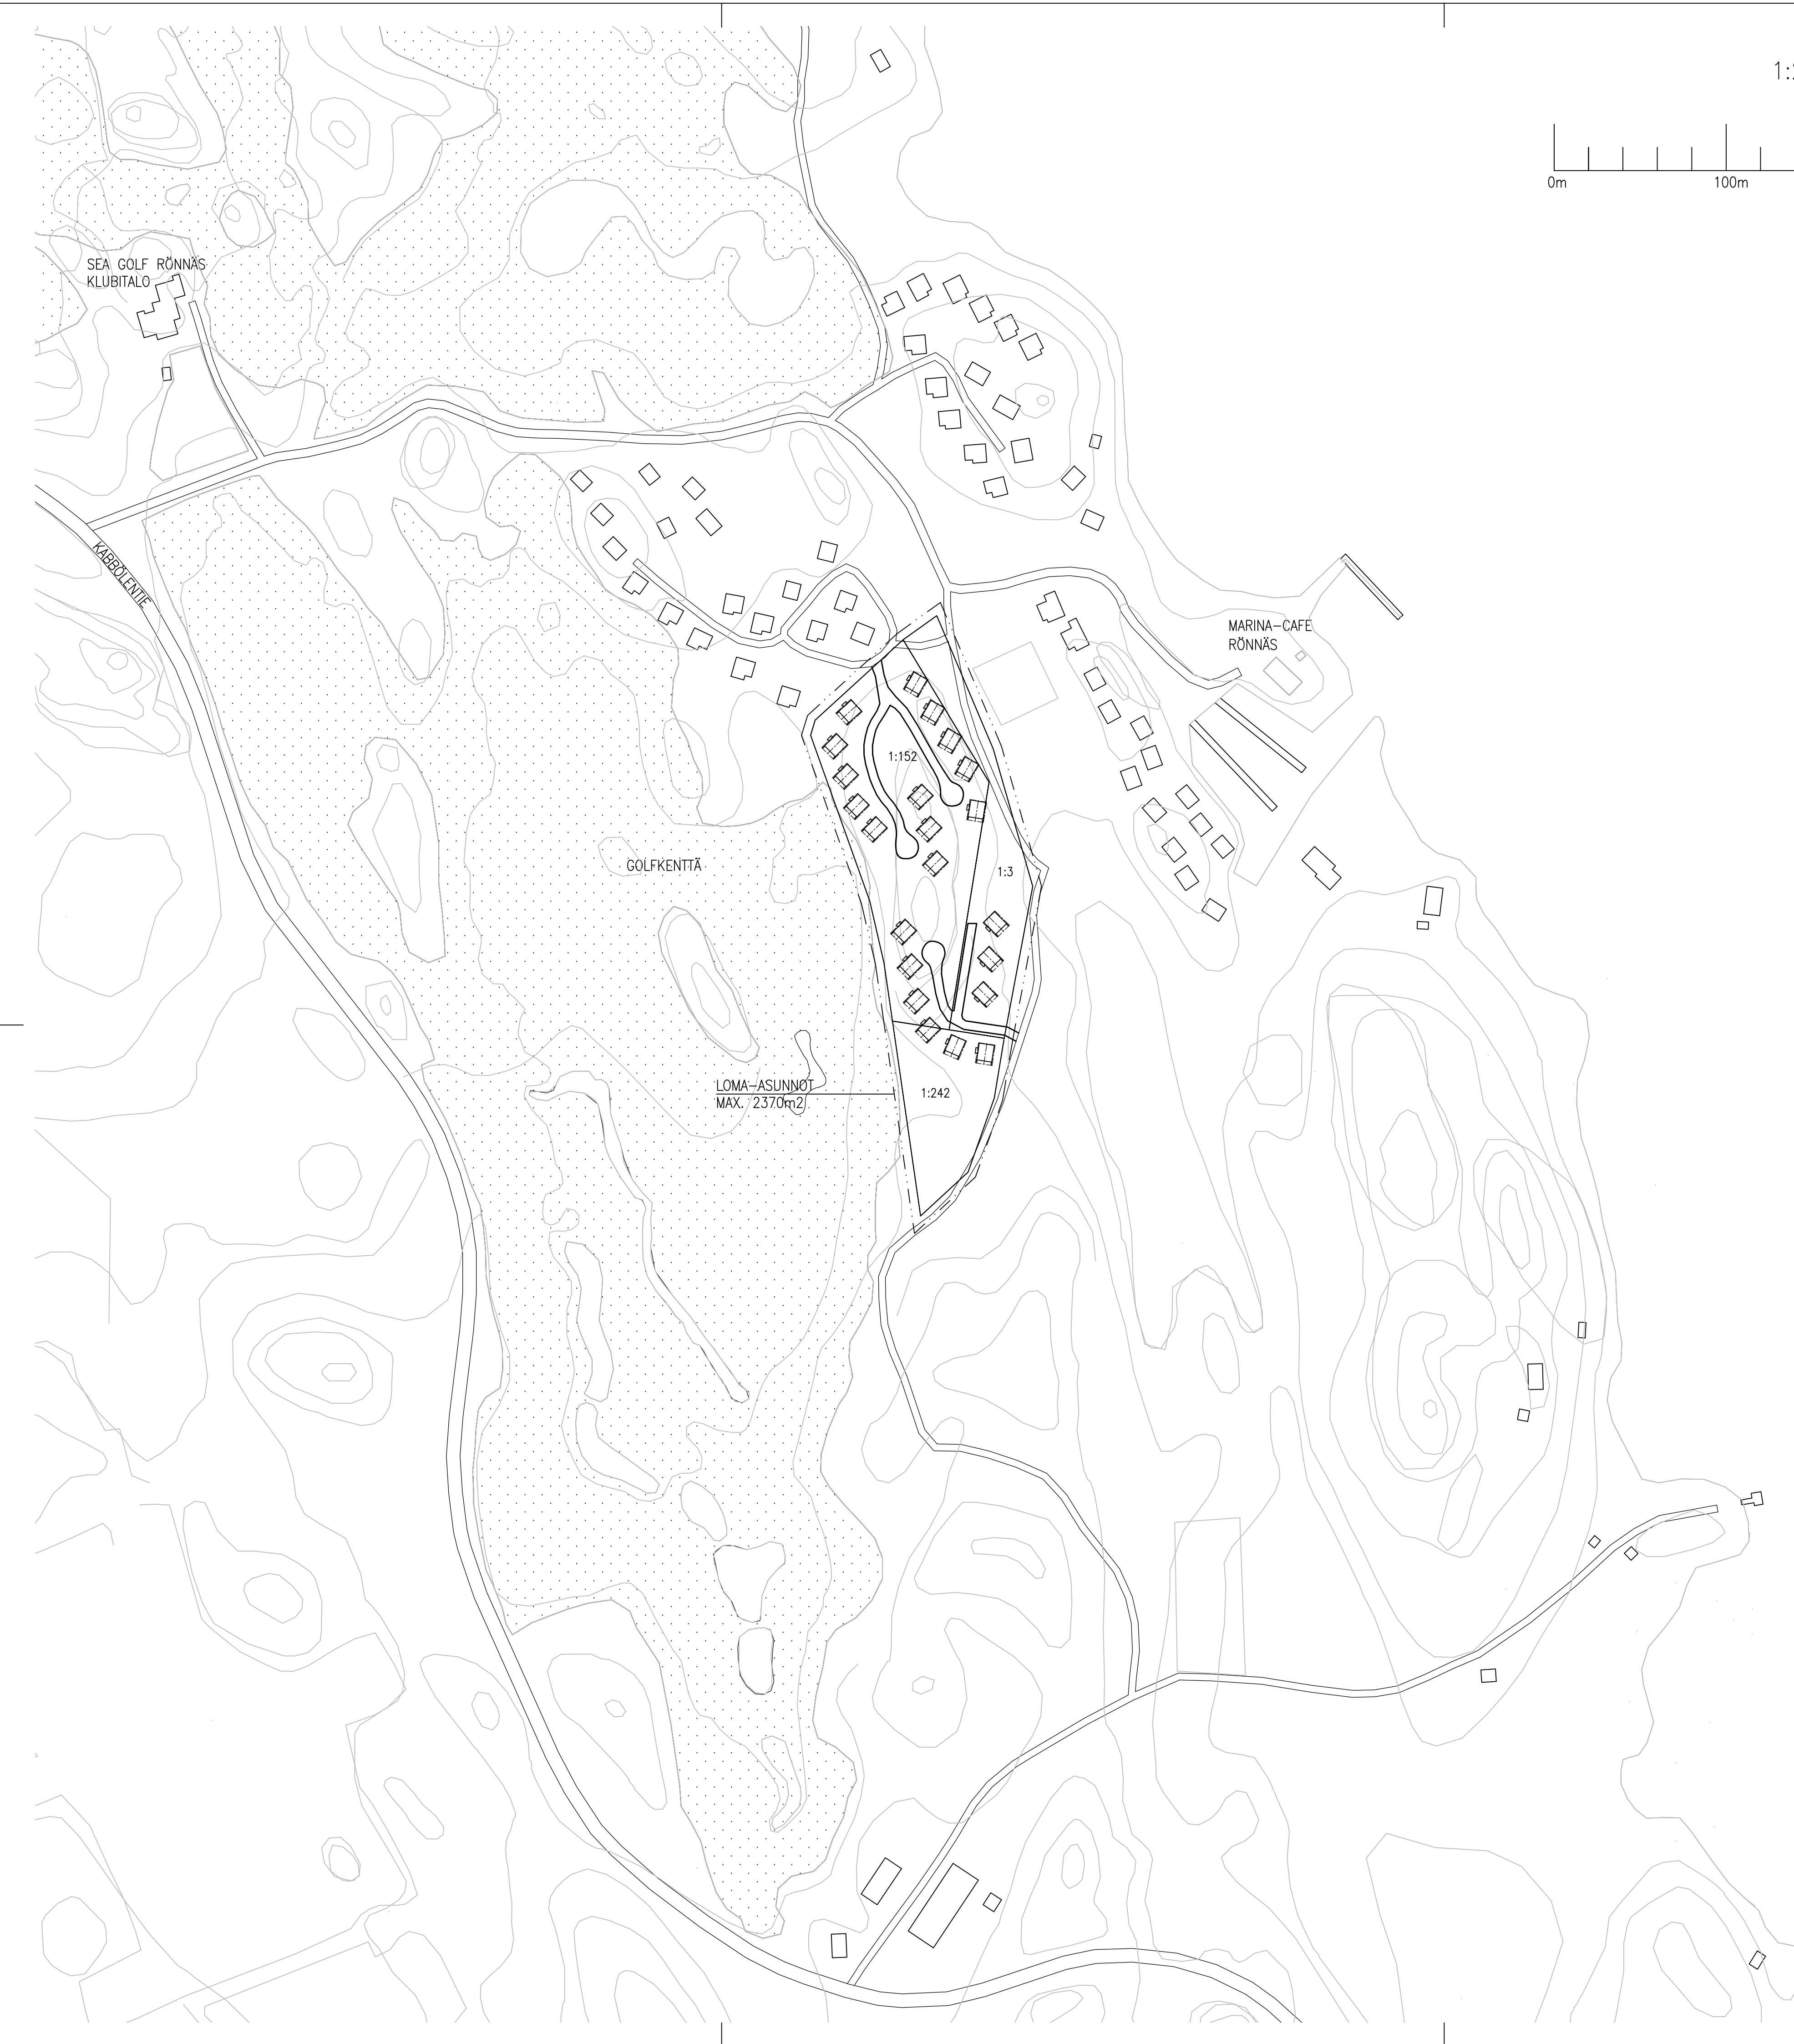 0m 100m
SEA GOLF RÖNNÄS
KLUBITALO
KABBÖLENTIE
MARINA-CAFE
RÖNNÄS
1:152
GOLFKENTTÄ
1:3
LOMA-ASUNNOT
MAX. 2370m2
1:242